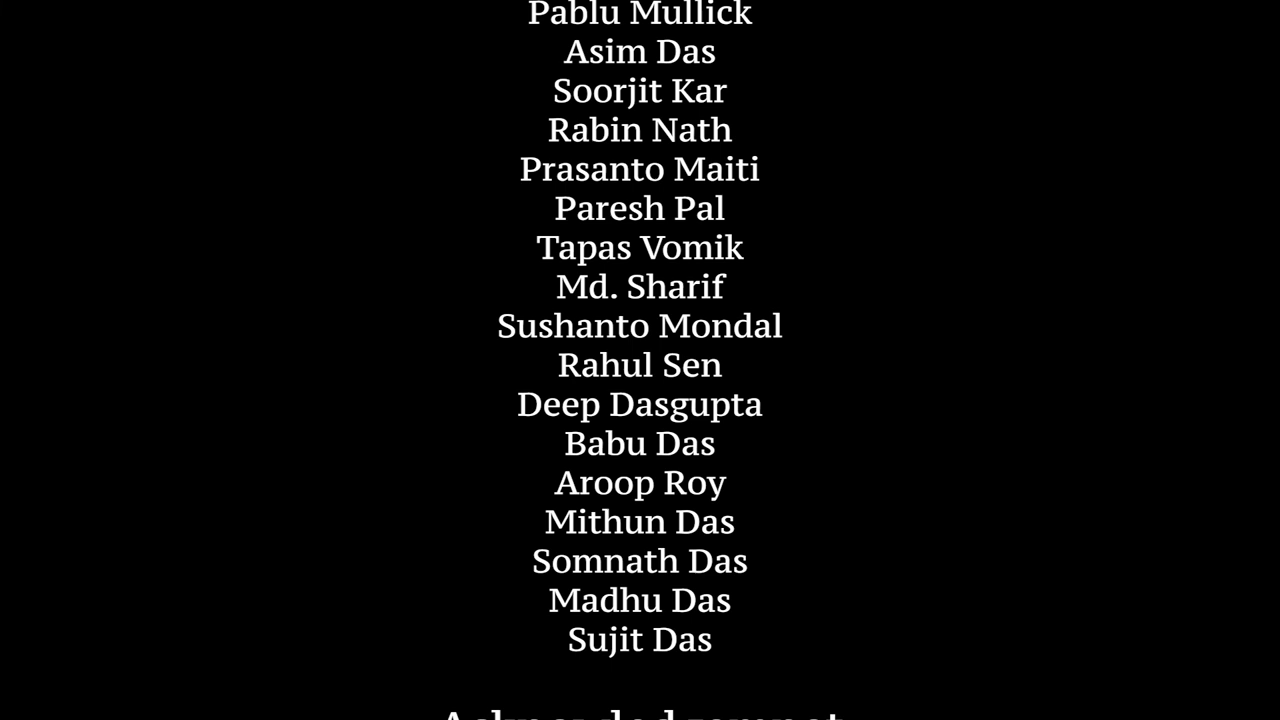 Pablu Mullick
Asim Das
Soorjit Kar
Rabin Nath
Prasanto Maiti
Paresh Pal
Tapas Vomik
Md. Sharif
Sushanto Mondal
Rahul Sen
Deep Dasgupta
Babu Das
Aroop Roy
Mithun Das
Somnath Das
Madhu Das
Sujit Das